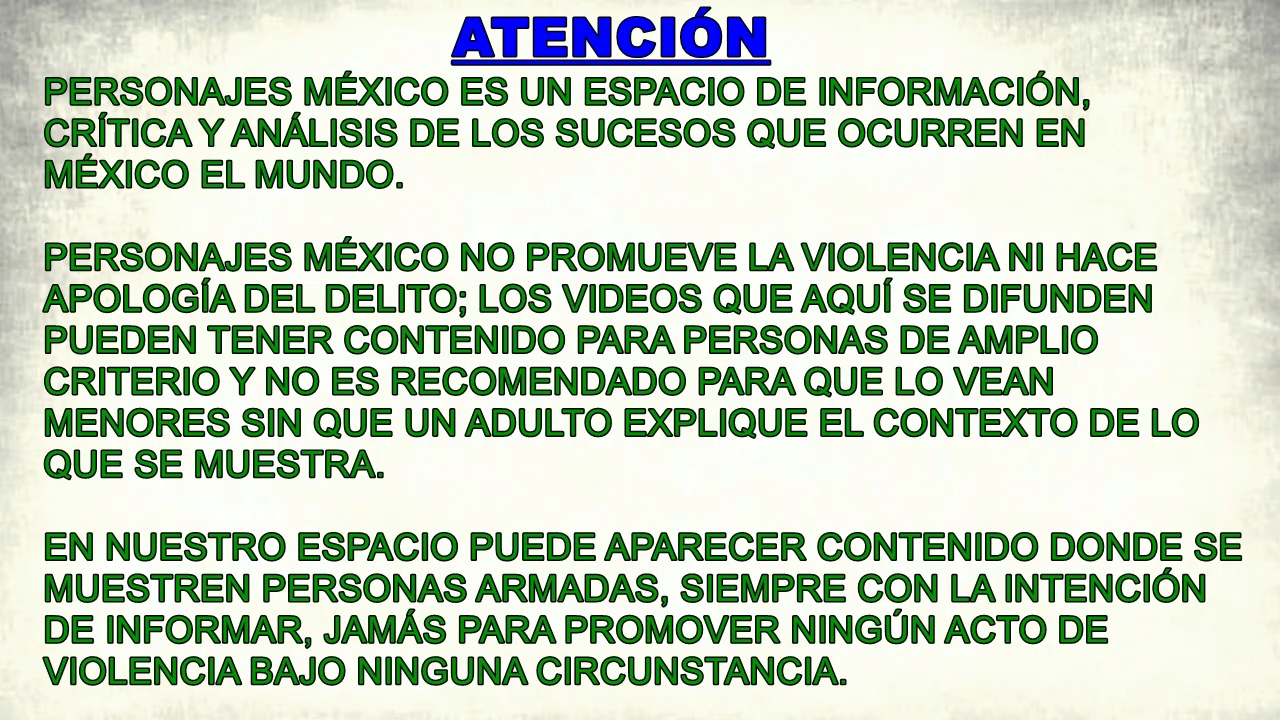 ATENCIÓN
PERSONAJES MÉXICO ES UN ESPACIO DE INFORMACIÓN,
CRÍTICA Y ANÁLISIS DE LOS SUCESOS QUE OCURREN EN
MÉXICO EL MUNDO.
PERSONAJES MÉXICO NO PROMUEVE LA VIOLENCIA NI HACE
APOLOGÍA DEL DELITO; LOS VIDEOS QUE AQUÍ SE DIFUNDEN
PUEDEN TENER CONTENIDO PARA PERSONAS DE AMPLIO
CRITERIO Y NO ES RECOMENDADO PARA QUE LO VEAN
MENORES SIN QUE UN ADULTO EXPLIQUE EL CONTEXTO DE LO
QUE SE MUESTRA.
EN NUESTRO ESPACIO PUEDE APARECER CONTENIDO DONDE SE
MUESTREN PERSONAS ARMADAS, SIEMPRE CON LA INTENCIÓN
DE INFORMAR, JAMÁS PARA PROMOVER NINGÚN ACTO DE
VIOLENCIA BAJO NINGUNA CIRCUNSTANCIA.